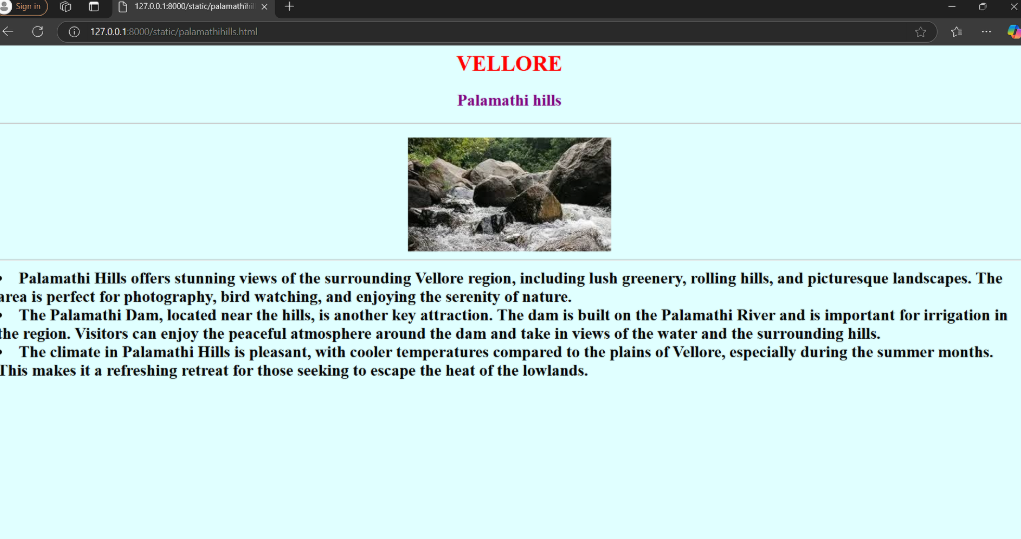 Sign in
127.0.0.1:8000/static/palamathihil
127.0.0.1:8000/static/palamathihills.html
VELLORE
Palamathi hills
• Palamathi Hills offers stunning views of the surrounding Vellore region, including lush greenery, rolling hills, and picturesque landscapes. The
area is perfect for photography, bird watching, and enjoying the serenity of nature.
• The Palamathi Dam, located near the hills, is another key attraction. The dam is built on the Palamathi River and is important for irrigation in
the region. Visitors can enjoy the peaceful atmosphere around the dam and take in views of the water and the surrounding hills.
• The climate in Palamathi Hills is pleasant, with cooler temperatures compared to the plains of Vellore, especially during the summer months.
This makes it a refreshing retreat for those seeking to escape the heat of the lowlands.